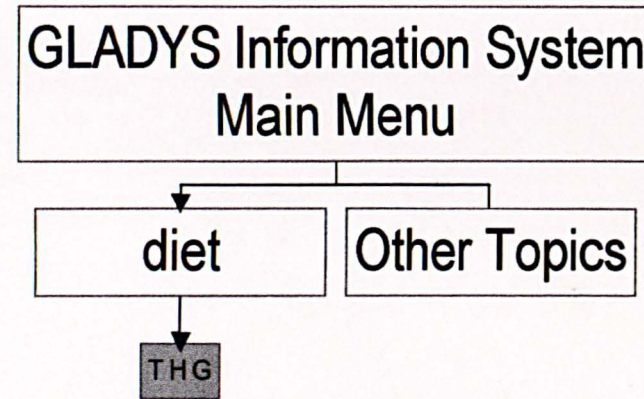 GLADYS Information System
Main Menu
diet
Other Topics
THG